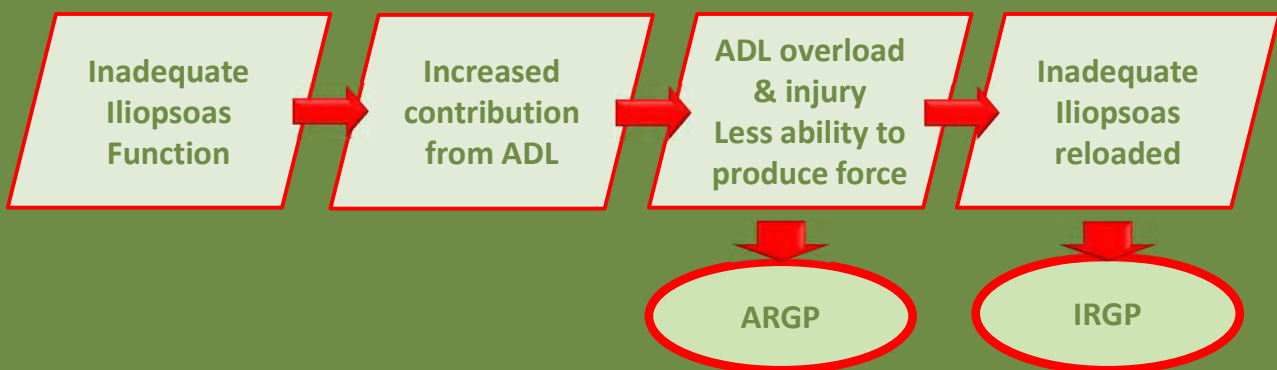 Inadequate
Iliopsoas
Function
Increased
contribution
from ADL
ADL overload
& injury
Less ability to
produce force
Inadequate
Iliopsoas
reloaded
ARGP
IRGP